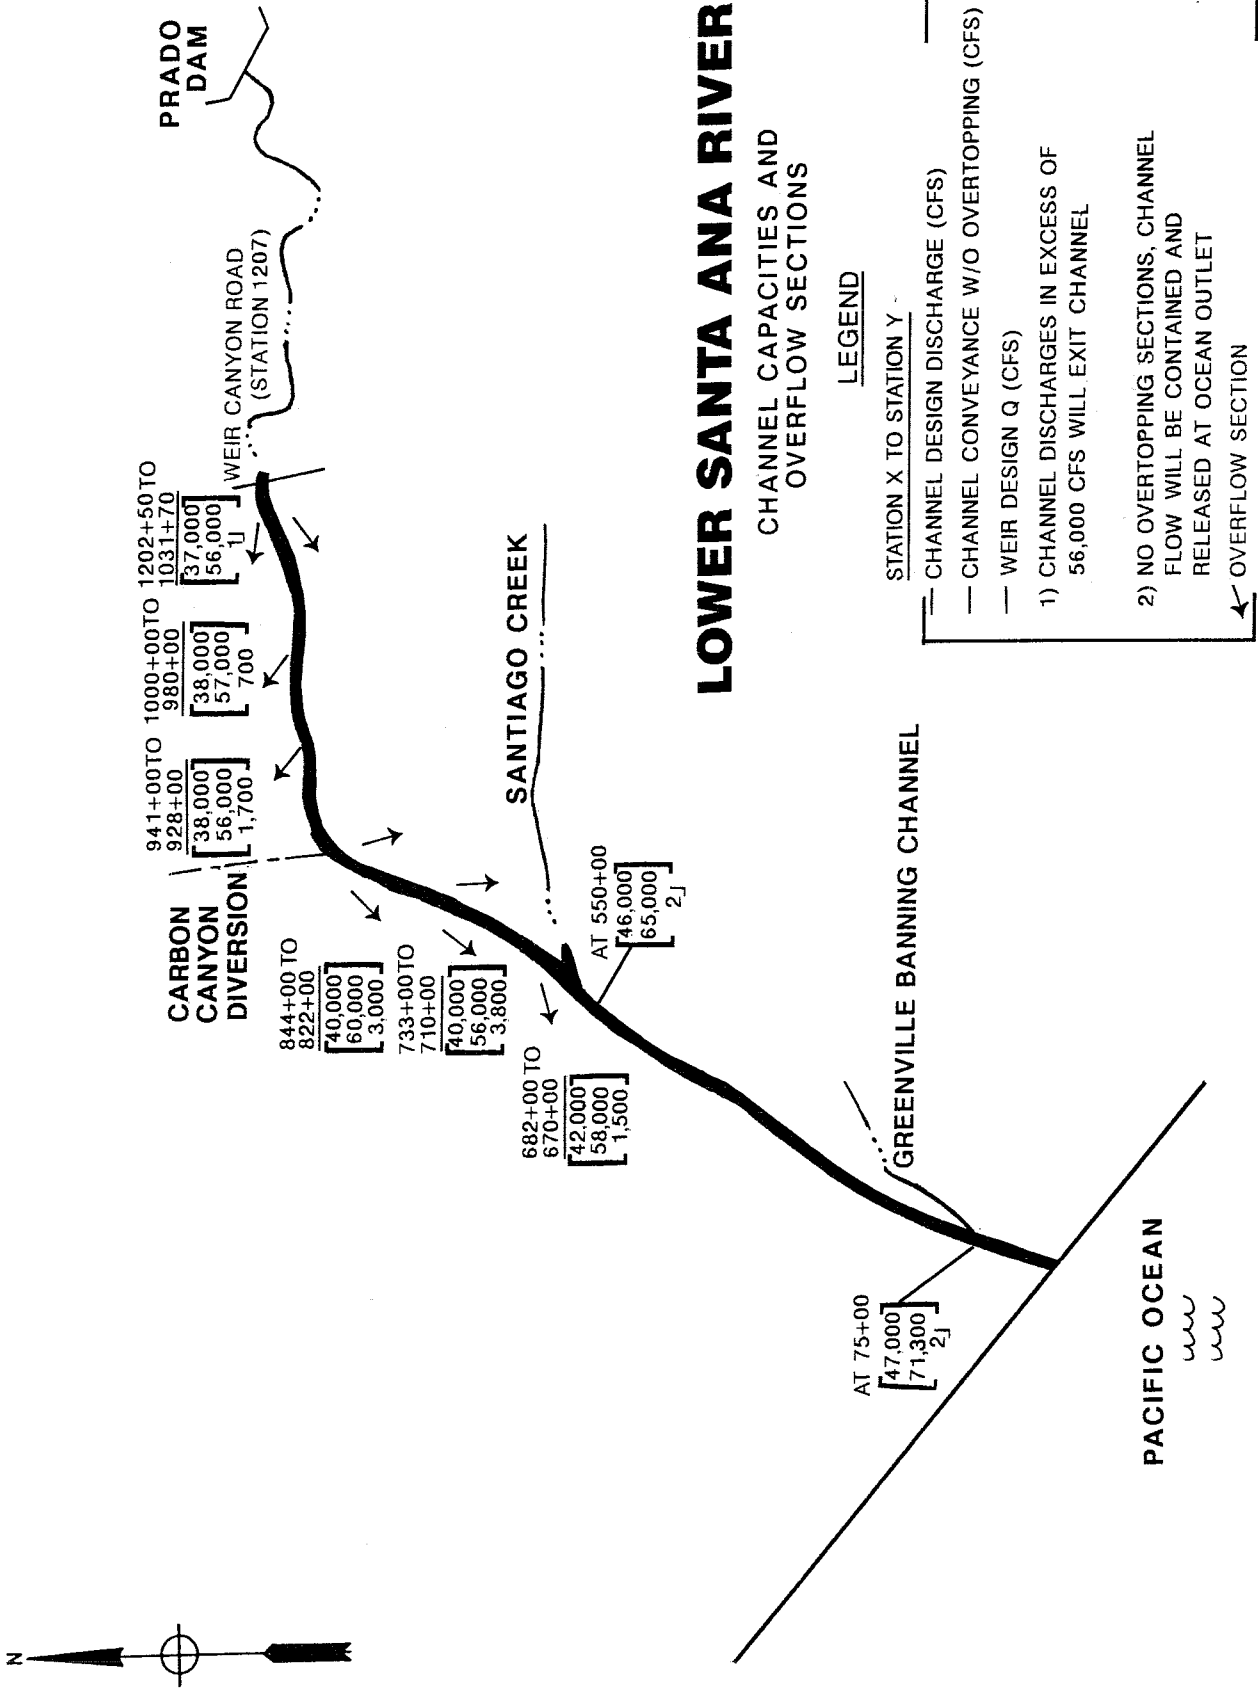 N
PRADO
DAM
WEIR CANYON ROAD
(STATION 1207)
1202+50 TO
1031+70
37,000
56,000
1⌋
1000+00 TO
980+00
38,000
57,000
700
941+00 TO
928+00
38,000
56,000
1,700
CARBON
CANYON
DIVERSION
844+00 TO
822+00
40,000
60,000
3,000
733+00 TO
710+00
40,000
56,000
3,800
682+00 TO
670+00
42,000
58,000
1,500
SANTIAGO CREEK
AT 550+00
46,000
65,000
2⌋
GREENVILLE BANNING CHANNEL
AT 75+00
47,000
71,300
2⌋
PACIFIC OCEAN
LOWER SANTA ANA RIVER
CHANNEL CAPACITIES AND
OVERFLOW SECTIONS
LEGEND
STATION X TO STATION Y -
— CHANNEL DESIGN DISCHARGE (CFS)
— CHANNEL CONVEYANCE W/O OVERTOPPING (CFS)
— WEIR DESIGN Q (CFS)
1) CHANNEL DISCHARGES IN EXCESS OF
56,000 CFS WILL EXIT CHANNEL
2) NO OVERTOPPING SECTIONS, CHANNEL
FLOW WILL BE CONTAINED AND
RELEASED AT OCEAN OUTLET
OVERFLOW SECTION